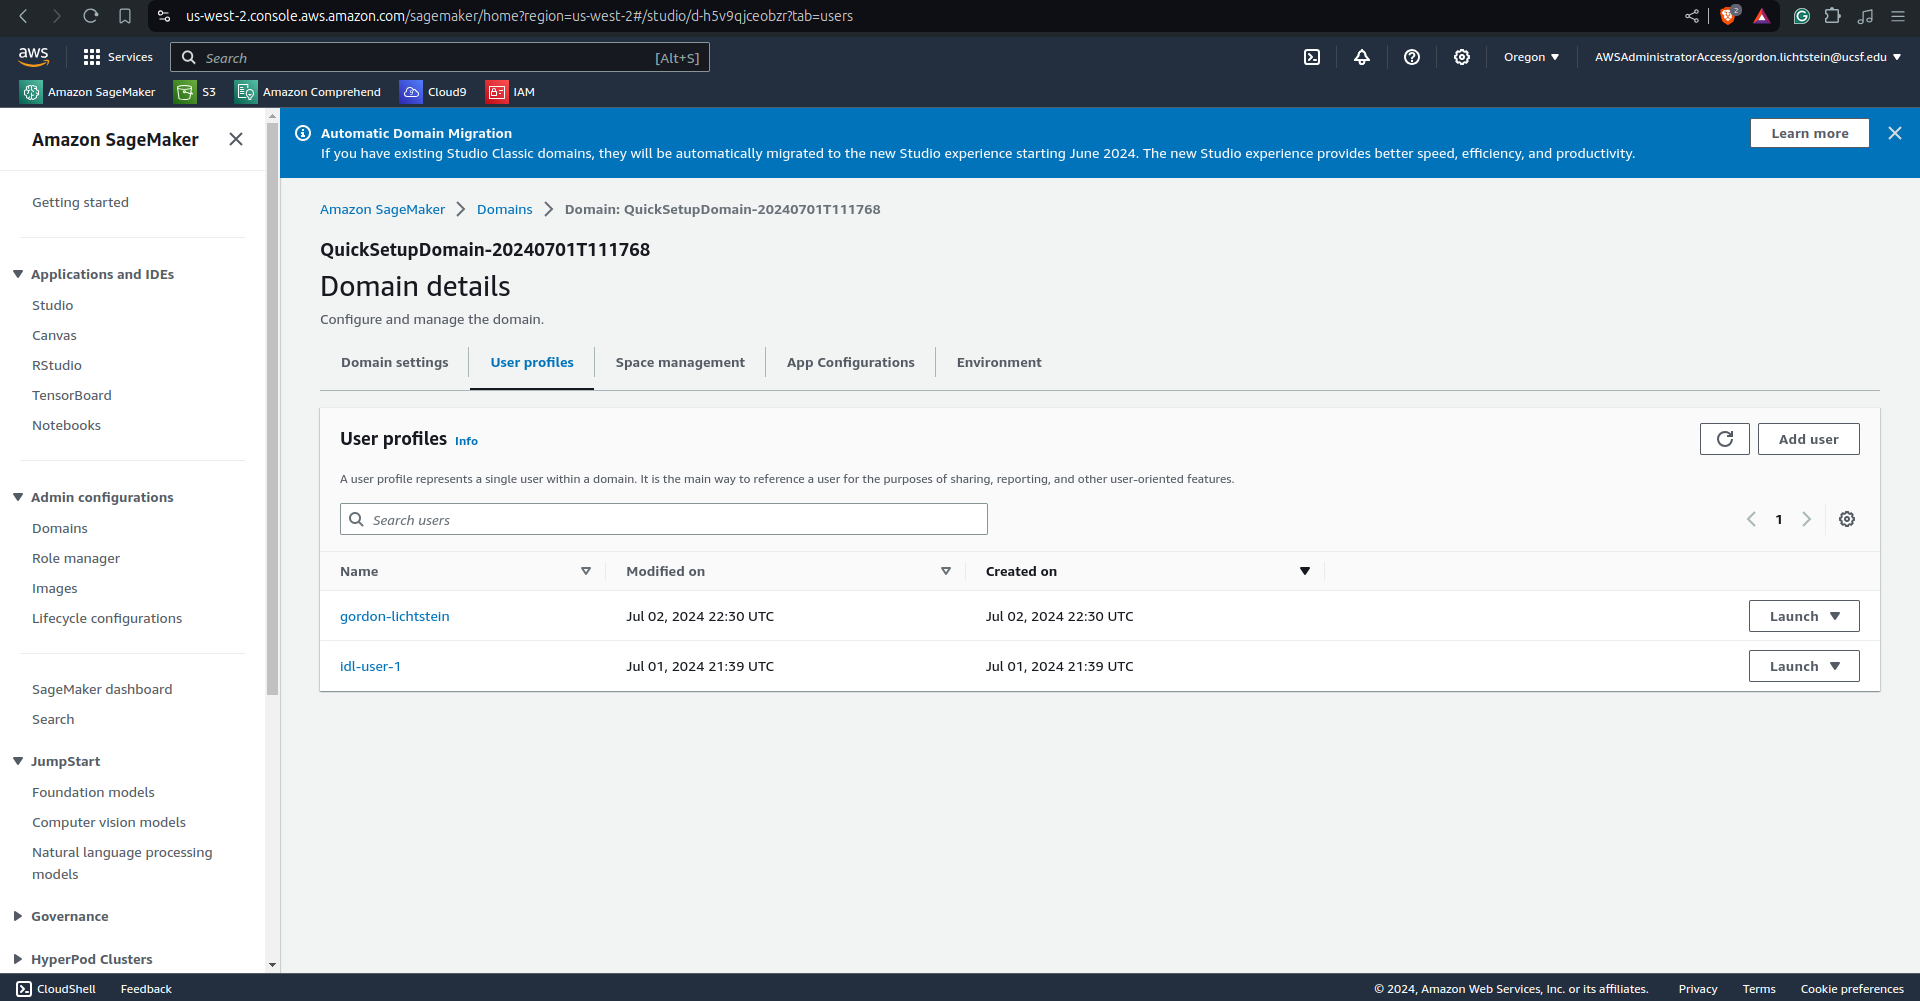 us-west-2.console.aws.amazon.com/sagemaker/home?region=us-west-2#/studio/d-h5v9qjceobzr?tab=users
2
aws
Services
Search
[Alt+S]
Oregon
AWSAdministratorAccess/gordon.lichtstein@ucsf.edu
Amazon SageMaker
S3
Amazon Comprehend
Cloud9
IAM
Amazon SageMaker
Getting started
Applications and IDEs
Studio
Canvas
RStudio
TensorBoard
Notebooks
Admin configurations
Domains
Role manager
Images
Lifecycle configurations
SageMaker dashboard
Search
JumpStart
Foundation models
Computer vision models
Natural language processing
models
Governance
HyperPod Clusters
Automatic Domain Migration
If you have existing Studio Classic domains, they will be automatically migrated to the new Studio experience starting June 2024. The new Studio experience provides better speed, efficiency, and productivity.
Learn more
Amazon SageMaker
Domains
Domain: QuickSetupDomain-20240701T111768
QuickSetupDomain-20240701T111768
Domain details
Configure and manage the domain.
Domain settings
User profiles
Space management
App Configurations
Environment
User profiles Info
Add user
A user profile represents a single user within a domain. It is the main way to reference a user for the purposes of sharing, reporting, and other user-oriented features.
Search users
1
Name
Modified on
Created on
gordon-lichtstein
Jul 02, 2024 22:30 UTC
Jul 02, 2024 22:30 UTC
Launch
idl-user-1
Jul 01, 2024 21:39 UTC
Jul 01, 2024 21:39 UTC
Launch
CloudShell
Feedback
© 2024, Amazon Web Services, Inc. or its affiliates.
Privacy
Terms
Cookie preferences